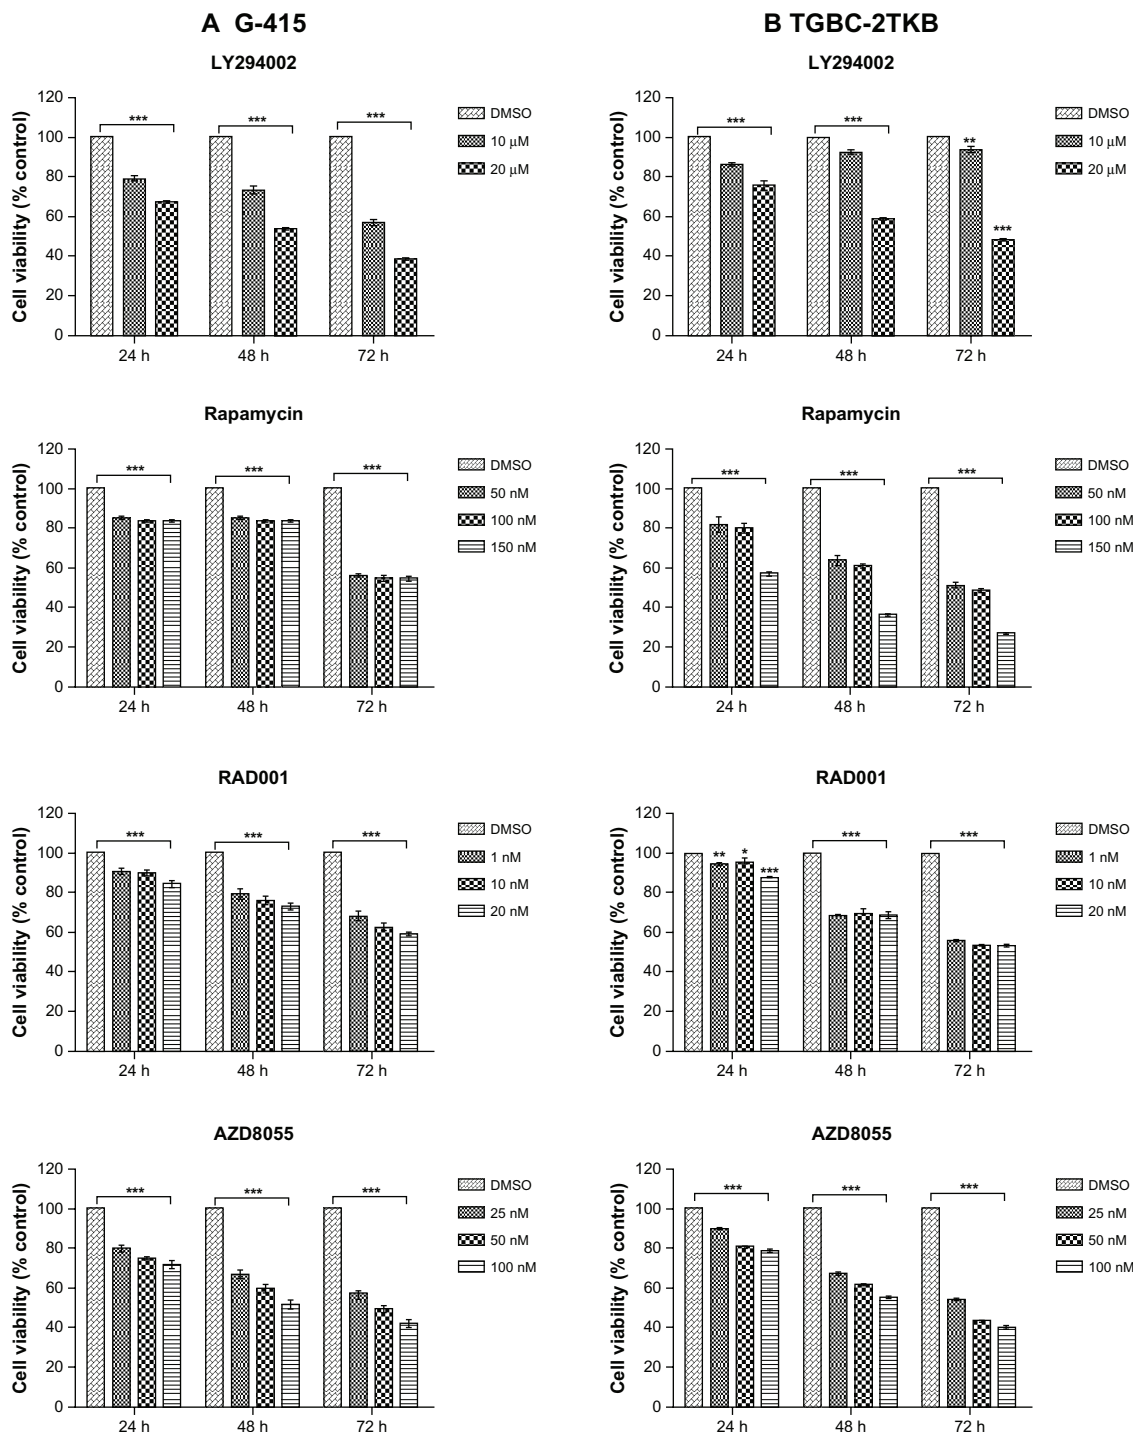 A G-415
LY294002
Cell viability (% control)
120
100
80
60
40
20
0
***
***
***
24 h
48 h
72 h
DMSO
10 µM
20 µM
B TGBC-2TKB
LY294002
Cell viability (% control)
120
100
80
60
40
20
0
***
***
**
***
24 h
48 h
72 h
DMSO
10 µM
20 µM
Rapamycin
Cell viability (% control)
120
100
80
60
40
20
0
***
***
***
24 h
48 h
72 h
DMSO
50 nM
100 nM
150 nM
Rapamycin
Cell viability (% control)
120
100
80
60
40
20
0
***
***
***
24 h
48 h
72 h
DMSO
50 nM
100 nM
150 nM
RAD001
Cell viability (% control)
120
100
80
60
40
20
0
***
***
***
24 h
48 h
72 h
DMSO
1 nM
10 nM
20 nM
RAD001
Cell viability (% control)
120
100
80
60
40
20
0
**
*
***
***
***
24 h
48 h
72 h
DMSO
1 nM
10 nM
20 nM
AZD8055
Cell viability (% control)
120
100
80
60
40
20
0
***
***
***
24 h
48 h
72 h
DMSO
25 nM
50 nM
100 nM
AZD8055
Cell viability (% control)
120
100
80
60
40
20
0
***
***
***
24 h
48 h
72 h
DMSO
25 nM
50 nM
100 nM